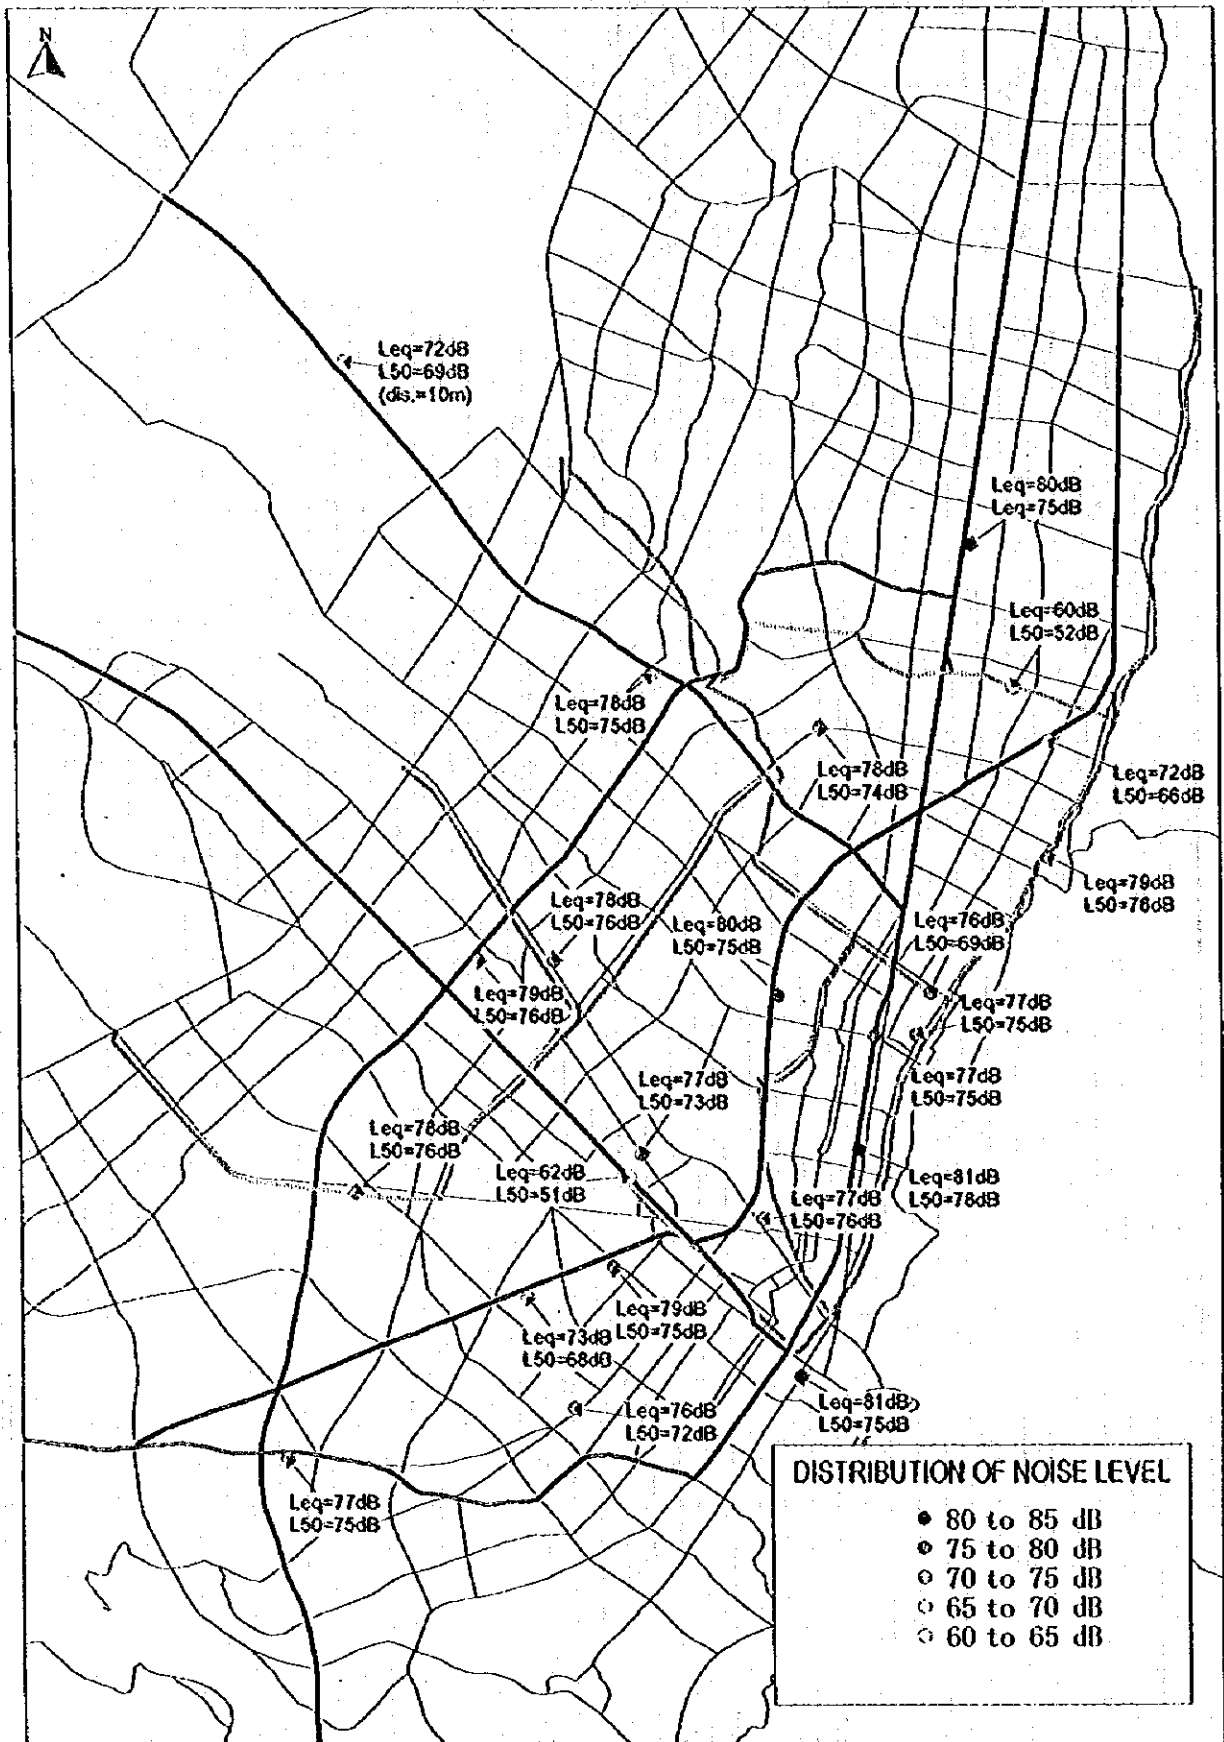 N
Leq=72dB
L50=69dB
(dis.=10m)
Leq=80dB
Leq=75dB
Leq=60dB
L50=52dB
Leq=78dB
L50=75dB
Leq=78dB
L50=74dB
Leq=72dB
L50=66dB
Leq=79dB
L50=76dB
Leq=78dB
L50=76dB
Leq=80dB
L50=75dB
Leq=76dB
L50=69dB
Leq=79dB
L50=76dB
Leq=77dB
L50=75dB
Leq=77dB
L50=73dB
Leq=77dB
L50=75dB
Leq=78dB
L50=76dB
Leq=62dB
L50=51dB
Leq=81dB
L50=78dB
Leq=77dB
L50=76dB
Leq=79dB
L50=75dB
Leq=73dB
L50=68dB
Leq=76dB
L50=72dB
Leq=81dB
L50=75dB
Leq=77dB
L50=75dB
DISTRIBUTION OF NOISE LEVEL
80 to 85 dB
75 to 80 dB
70 to 75 dB
65 to 70 dB
60 to 65 dB